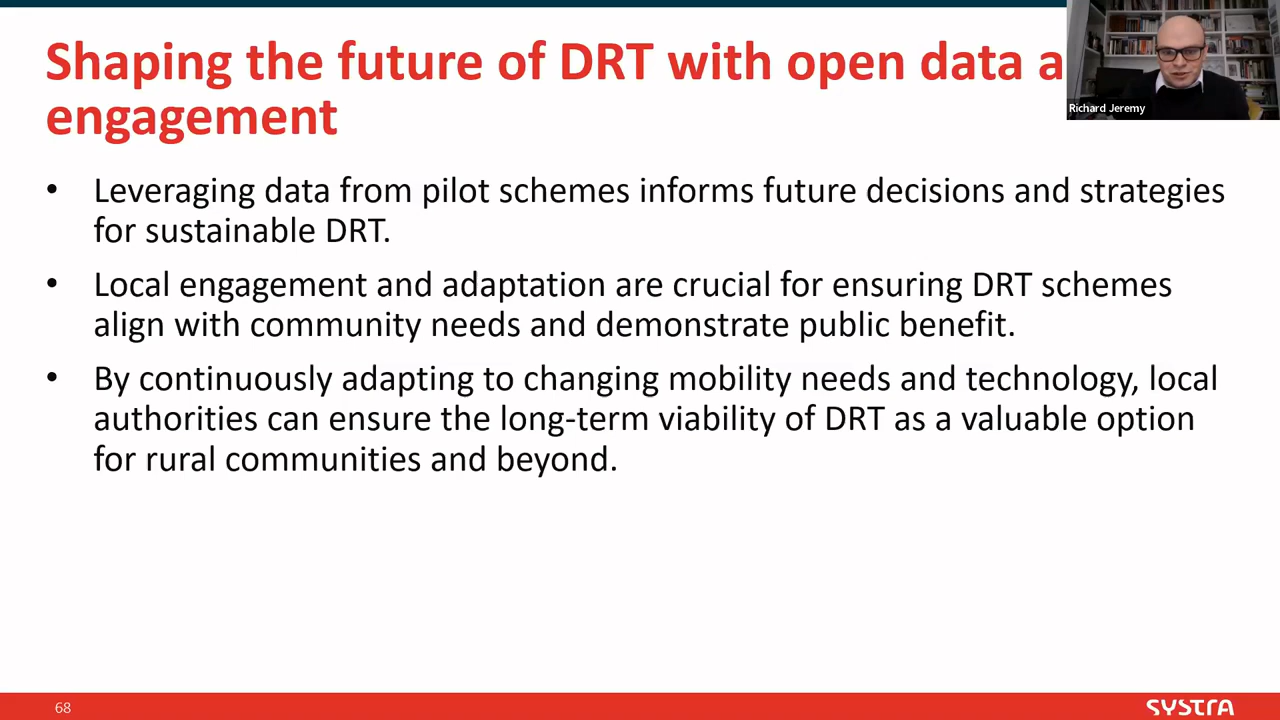 Shaping the future of DRT with open data a
engagement
Richard Jeremy
• Leveraging data from pilot schemes informs future decisions and strategies
for sustainable DRT.
• Local engagement and adaptation are crucial for ensuring DRT schemes
align with community needs and demonstrate public benefit.
• By continuously adapting to changing mobility needs and technology, local
authorities can ensure the long-term viability of DRT as a valuable option
for rural communities and beyond.
68
SYSTRA